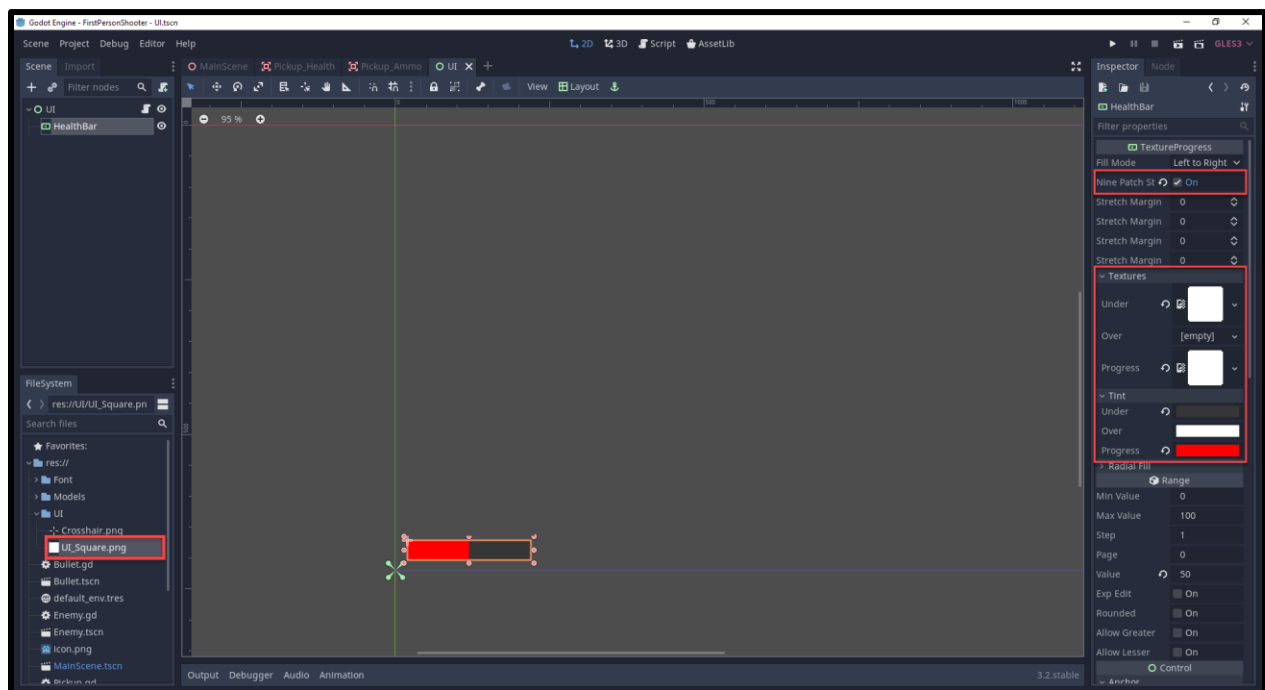 Godot Engine - FirstPersonShooter - UI.tscn
Scene Project Debug Editor Help
2D 3D Script AssetLib
GLES3
Scene Import
Filter nodes
UI
HealthBar
MainScene Pickup_Health Pickup_Ammo UI
View Layout
95 %
0 500 1000
500
Output Debugger Audio Animation
3.2.stable
FileSystem
res://UI/UI_Square.pn
Search files
Favorites:
res://
Font
Models
UI
Crosshair.png
UI_Square.png
Bullet.gd
Bullet.tscn
default_env.tres
Enemy.gd
Enemy.tscn
icon.png
MainScene.tscn
Pickup.gd
Inspector Node
HealthBar
Filter properties
TextureProgress
Fill Mode Left to Right
Nine Patch St On
Stretch Margin 0
Stretch Margin 0
Stretch Margin 0
Stretch Margin 0
Textures
Under
Over [empty]
Progress
Tint
Under
Over
Progress
Radial Fill
Range
Min Value 0
Max Value 100
Step 1
Page 0
Value 50
Exp Edit On
Rounded On
Allow Greater On
Allow Lesser On
Control
Anchor